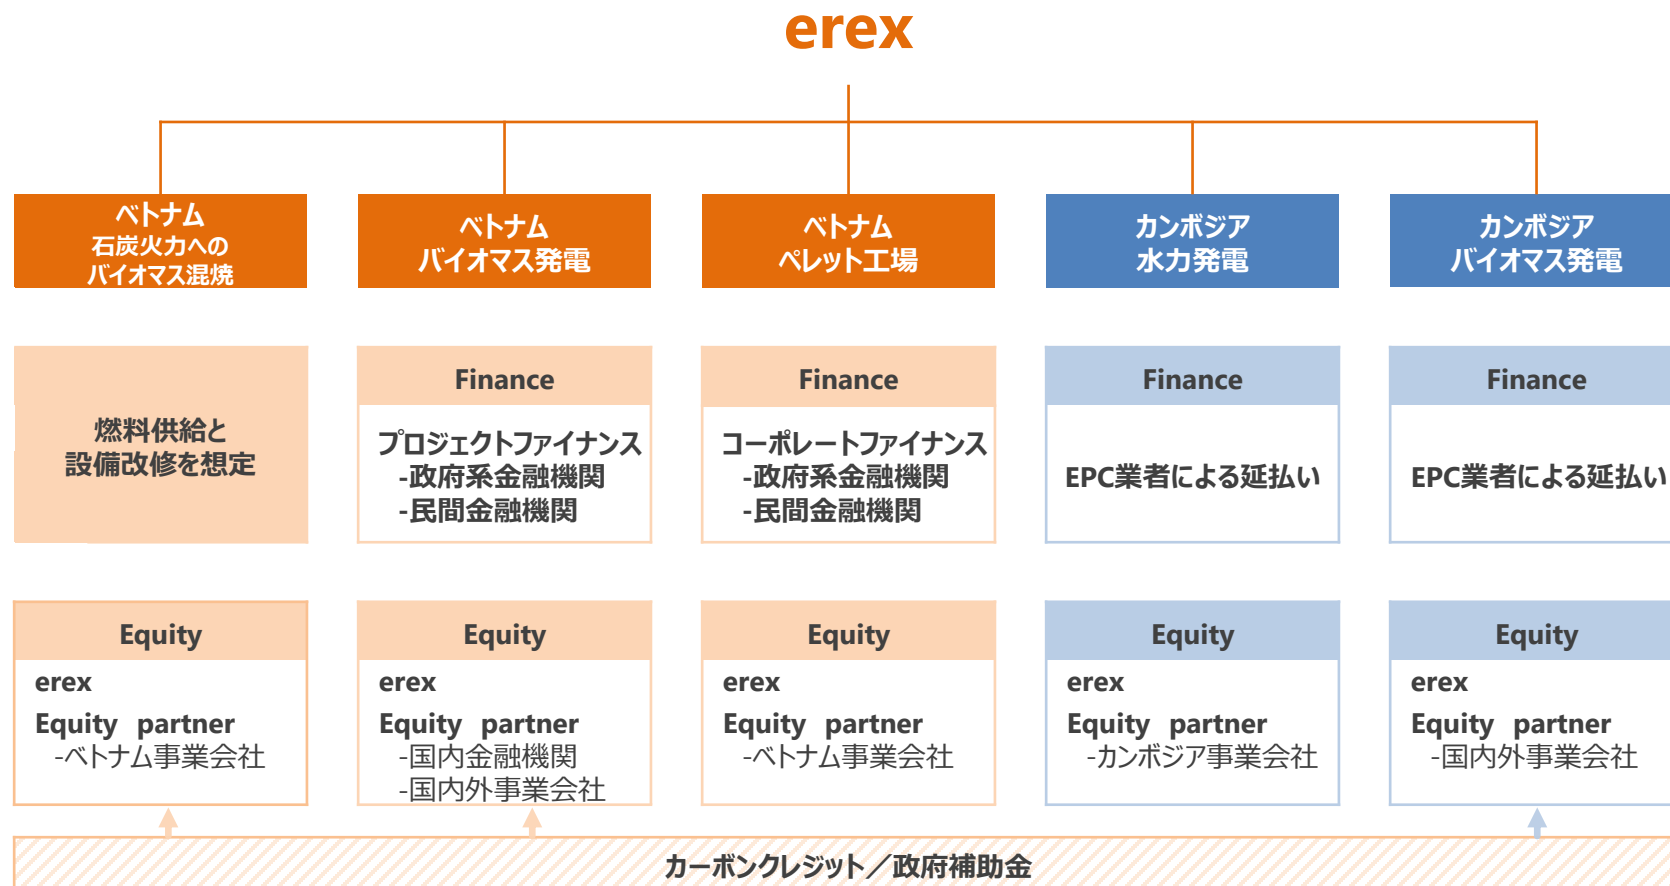 erex
ベトナム
石炭火力への
バイオマス混焼
ベトナム
バイオマス発電
ベトナム
ペレット工場
カンボジア
水力発電
カンボジア
バイオマス発電
燃料供給と
設備改修を想定
Finance
プロジェクトファイナンス
-政府系金融機関
-民間金融機関
Finance
コーポレートファイナンス
-政府系金融機関
-民間金融機関
Finance
EPC業者による延払い
Finance
EPC業者による延払い
Equity
erex
Equity partner
-ベトナム事業会社
Equity
erex
Equity partner
-国内金融機関
-国内外事業会社
Equity
erex
Equity partner
-ベトナム事業会社
Equity
erex
Equity partner
-カンボジア事業会社
Equity
erex
Equity partner
-国内外事業会社
カーボンクレジット／政府補助金